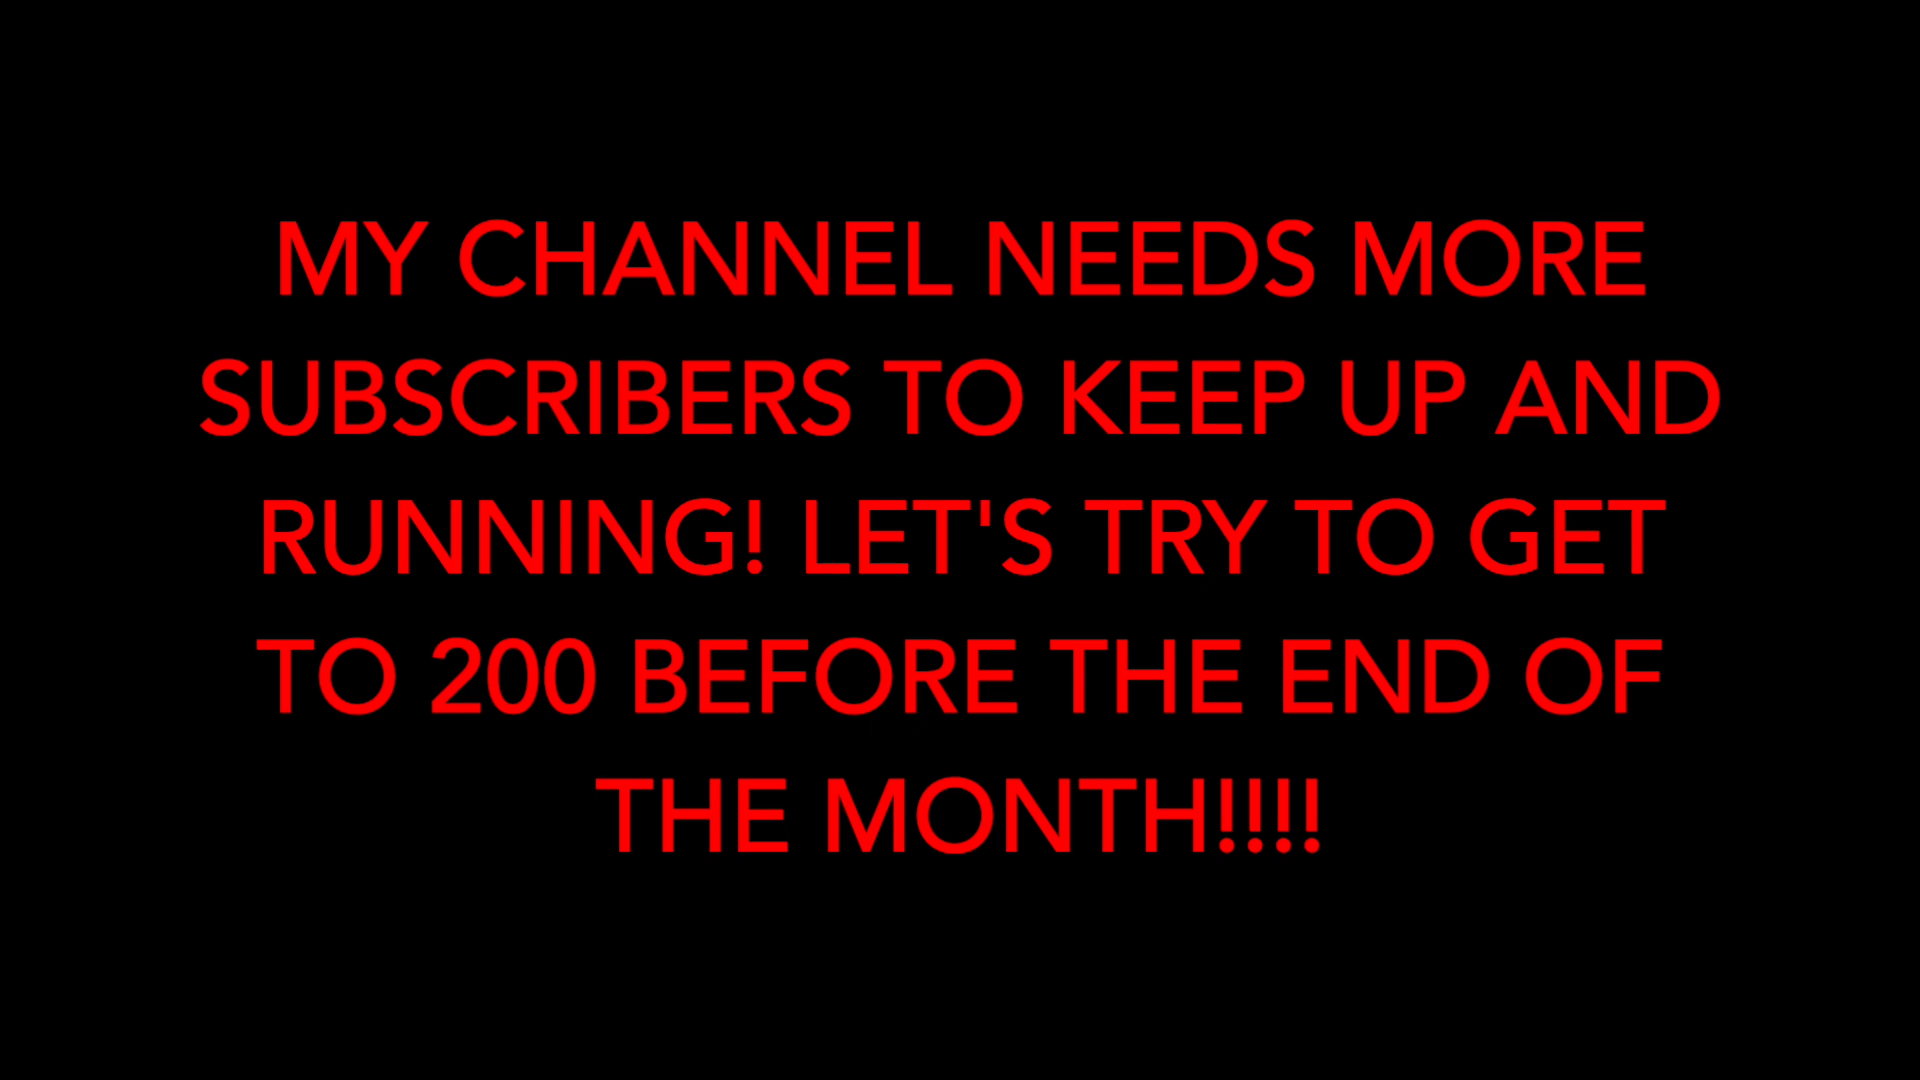 MY CHANNEL NEEDS MORE
SUBSCRIBERS TO KEEP UP AND
RUNNING! LET'S TRY TO GET
TO 200 BEFORE THE END OF
THE MONTH!!!!